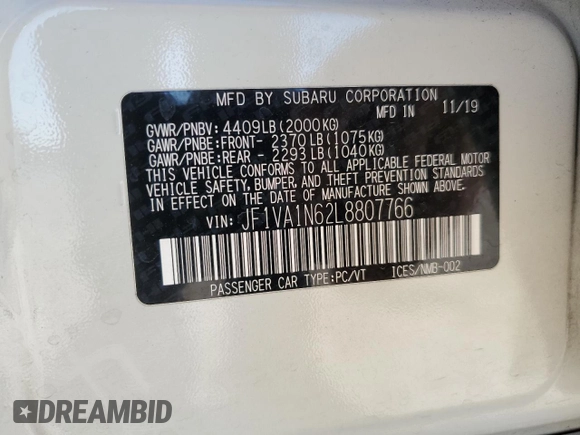 MFD BY SUBARU CORPORATION
MFD IN 11/19
GVWR/PNBV: 4409LB(2000KG)
GAWR/PNBE:FRONT- 2370LB(1075KG)
GAWR/PNBE:REAR - 2293LB(1040KG)
THIS VEHICLE CONFORMS TO ALL APPLICABLE FEDERAL MOTOR
VEHICLE SAFETY, BUMPER, AND THEFT PREVENTION STANDARDS
IN EFFECT ON THE DATE OF MANUFACTURE SHOWN ABOVE.
VIN: JF1VA1N62L8807766
PASSENGER CAR TYPE:PC/VT ICES/NMB-002
DREAMBID